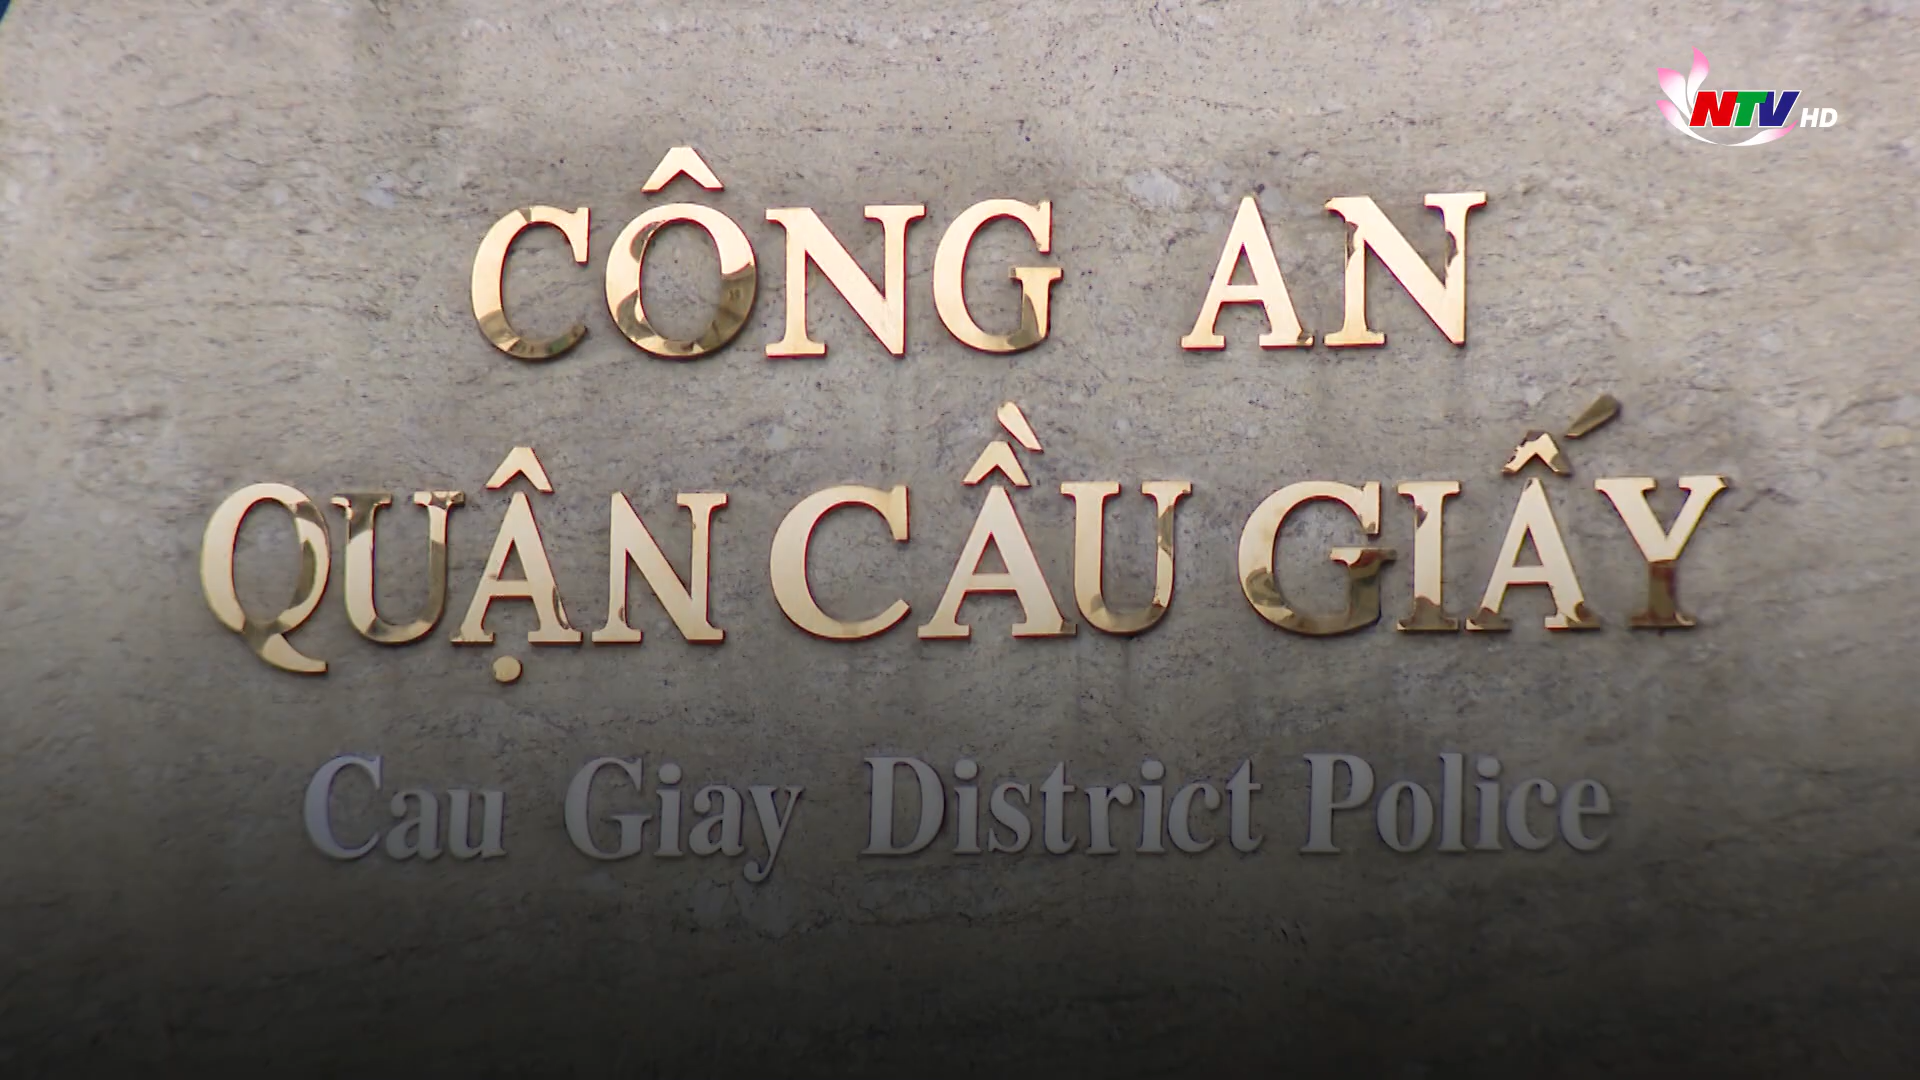 NTV HD
CÔNG AN
QUẬN CẦU GIẤY
Cau Giay District Police